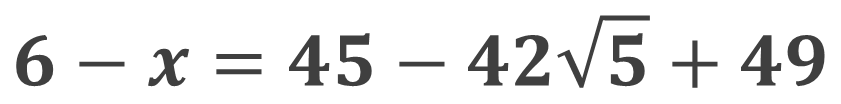 6 − x = 45 − 42√5 + 49